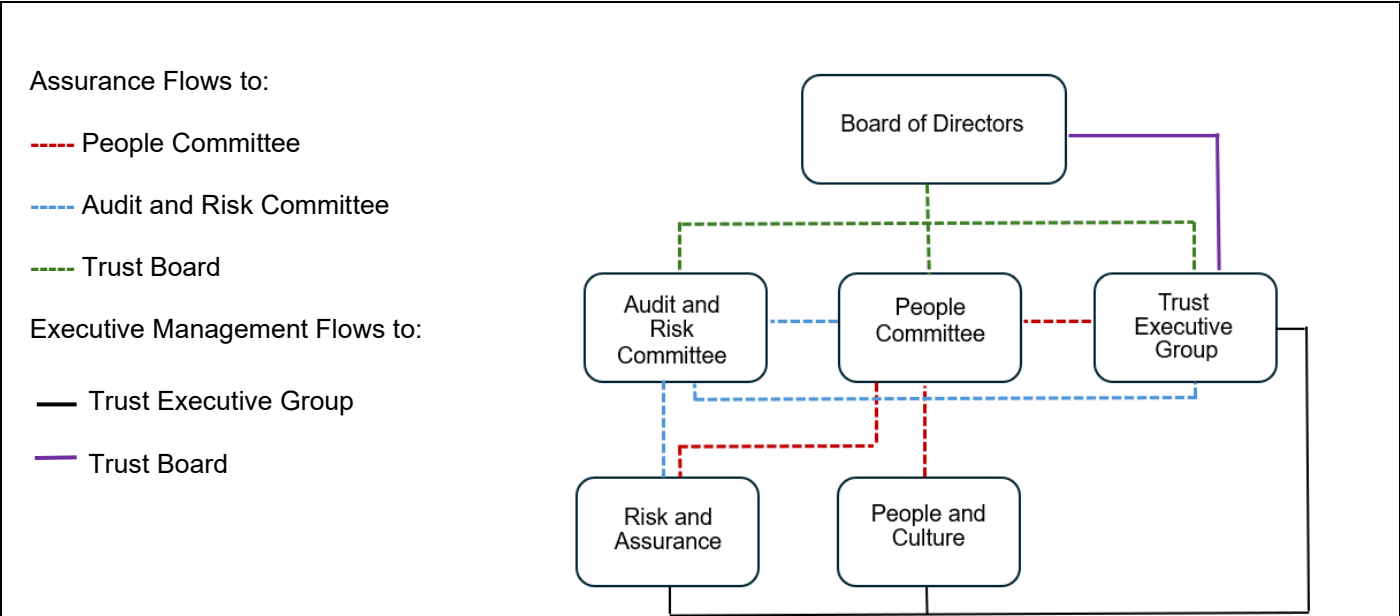 Assurance Flows to:
People Committee
Audit and Risk Committee
Trust Board
Executive Management Flows to:
Trust Executive Group
Trust Board
Board of Directors
Audit and
Risk
Committee
People
Committee
Trust
Executive
Group
Risk and
Assurance
People and
Culture